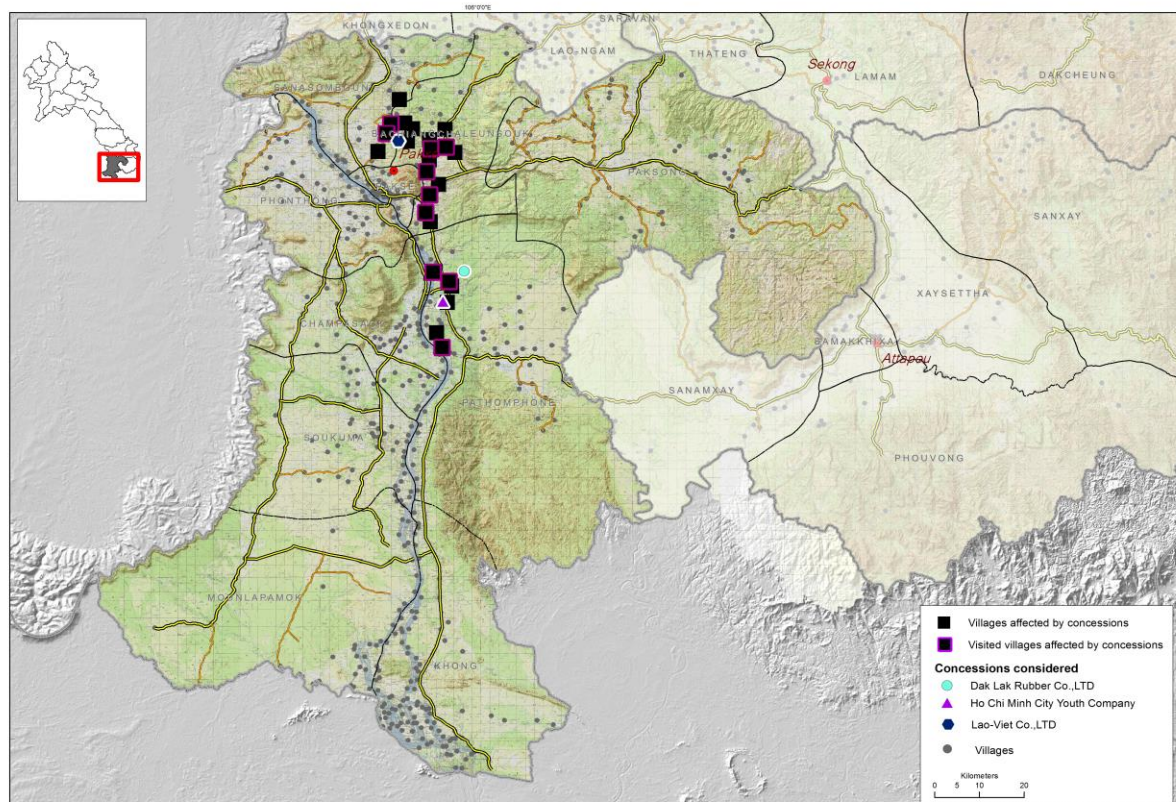 106°0'0"E
KHONGXEDON
SARAVAN
LAO-NGAM
THATENG
Sekong
LAMAM
DAKCHEUNG
SANASOMBOUN
PAKSONG
PHONTHONG
SANXAY
XAYSETTHA
CHAMPASACK
SAMAKKHIXAY
Attapau
SANAMXAY
PATHOMPHONE
SOUKUMA
PHOUVONG
MOONLAPAMOK
KHONG
Villages affected by concessions
Visited villages affected by concessions
Concessions considered
Dak Lak Rubber Co.,LTD
Ho Chi Minh City Youth Company
Lao-Viet Co.,LTD
Villages
Kilometers
0 5 10 20